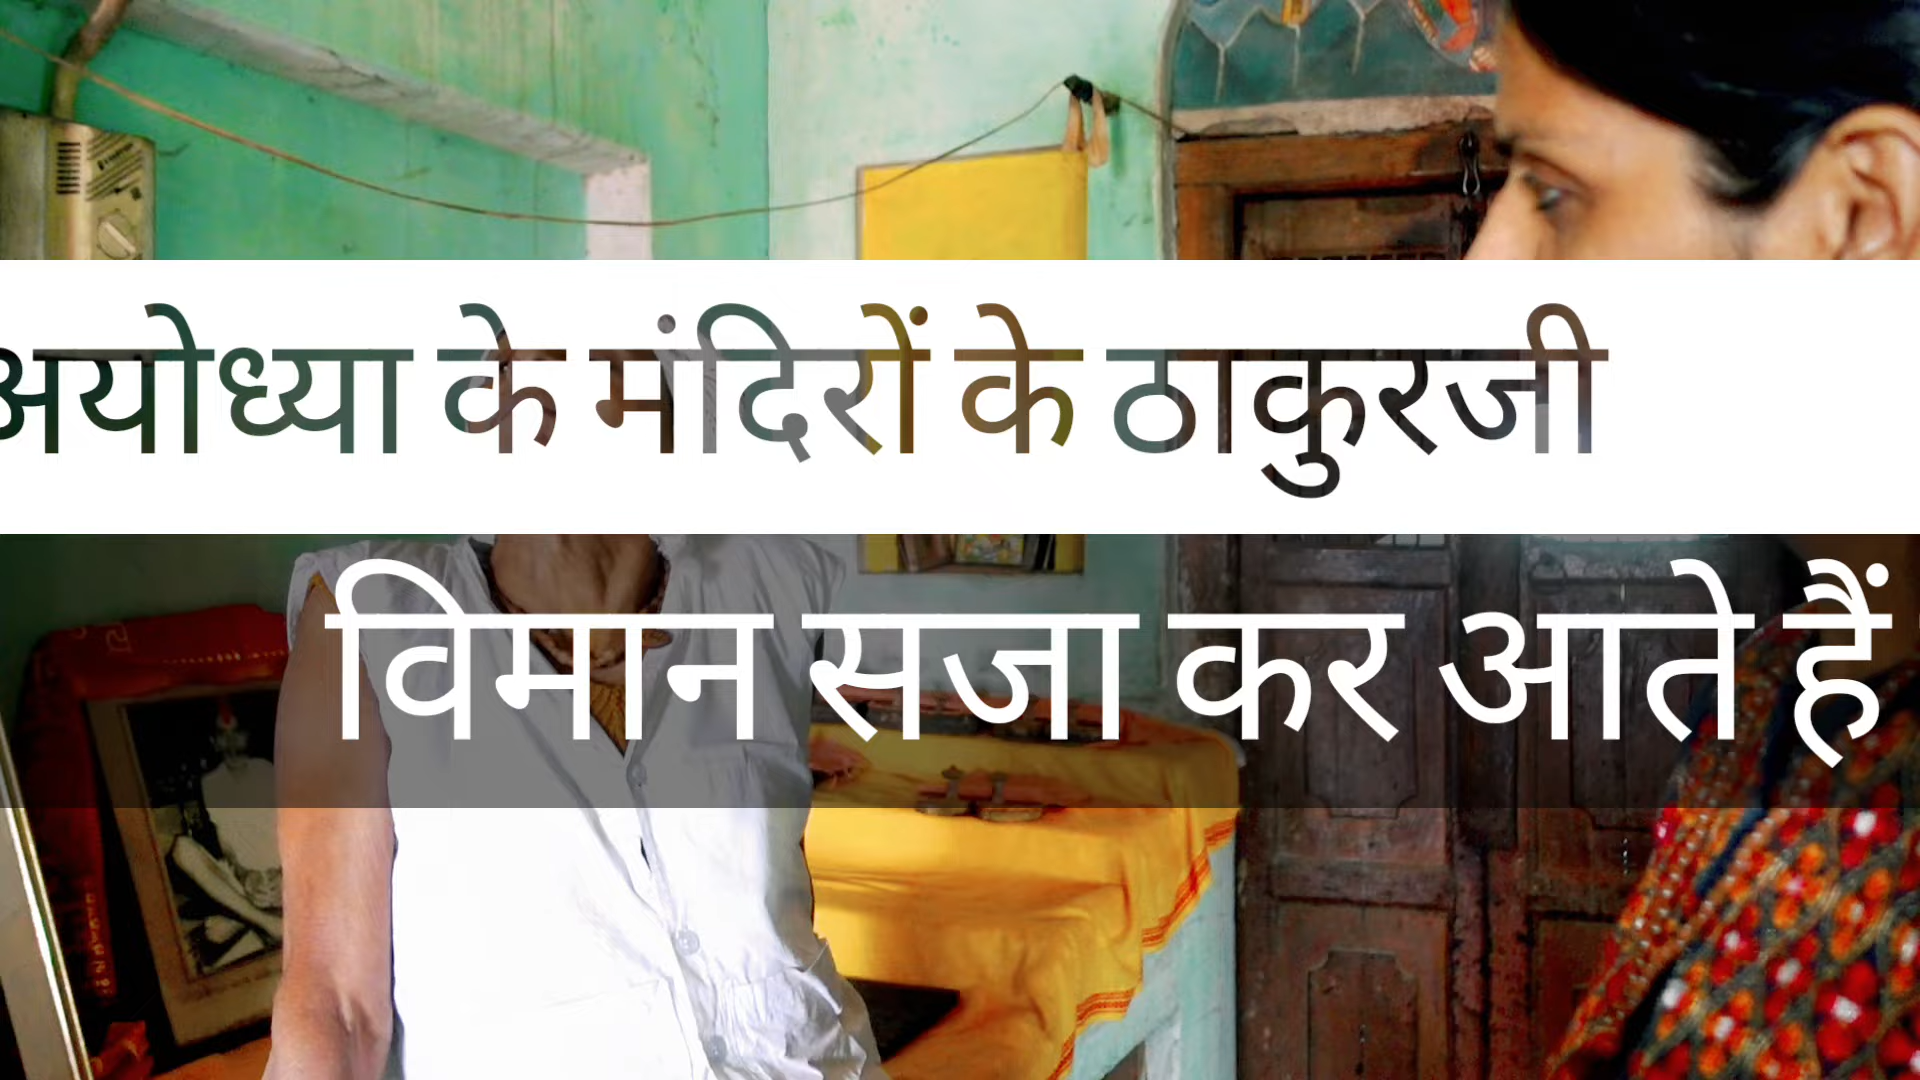 अयोध्या के मंदिरों के ठाकुरजी
विमान सजा कर आते हैं